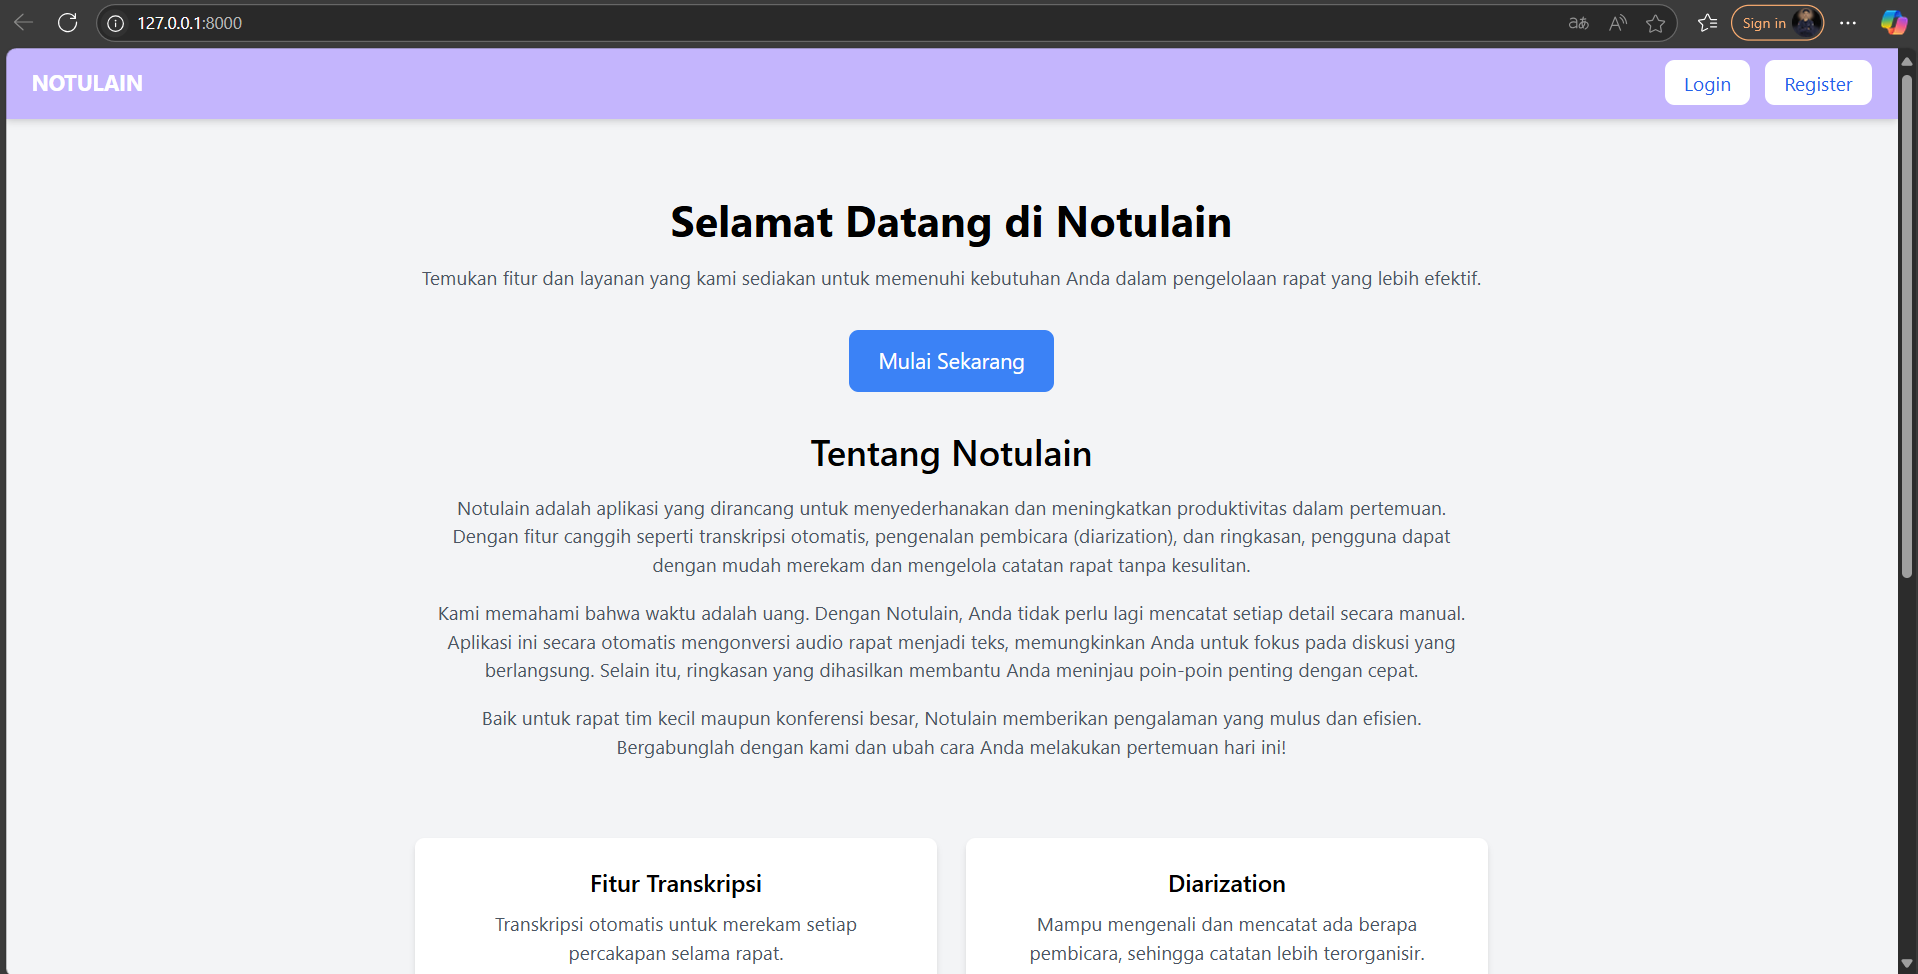 127.0.0.1:8000
Sign in
NOTULAIN
Login
Register
Selamat Datang di Notulain
Temukan fitur dan layanan yang kami sediakan untuk memenuhi kebutuhan Anda dalam pengelolaan rapat yang lebih efektif.
Mulai Sekarang
Tentang Notulain
Notulain adalah aplikasi yang dirancang untuk menyederhanakan dan meningkatkan produktivitas dalam pertemuan.
Dengan fitur canggih seperti transkripsi otomatis, pengenalan pembicara (diarization), dan ringkasan, pengguna dapat
dengan mudah merekam dan mengelola catatan rapat tanpa kesulitan.
Kami memahami bahwa waktu adalah uang. Dengan Notulain, Anda tidak perlu lagi mencatat setiap detail secara manual.
Aplikasi ini secara otomatis mengonversi audio rapat menjadi teks, memungkinkan Anda untuk fokus pada diskusi yang
berlangsung. Selain itu, ringkasan yang dihasilkan membantu Anda meninjau poin-poin penting dengan cepat.
Baik untuk rapat tim kecil maupun konferensi besar, Notulain memberikan pengalaman yang mulus dan efisien.
Bergabunglah dengan kami dan ubah cara Anda melakukan pertemuan hari ini!
Fitur Transkripsi
Transkripsi otomatis untuk merekam setiap
percakapan selama rapat.
Diarization
Mampu mengenali dan mencatat ada berapa
pembicara, sehingga catatan lebih terorganisir.